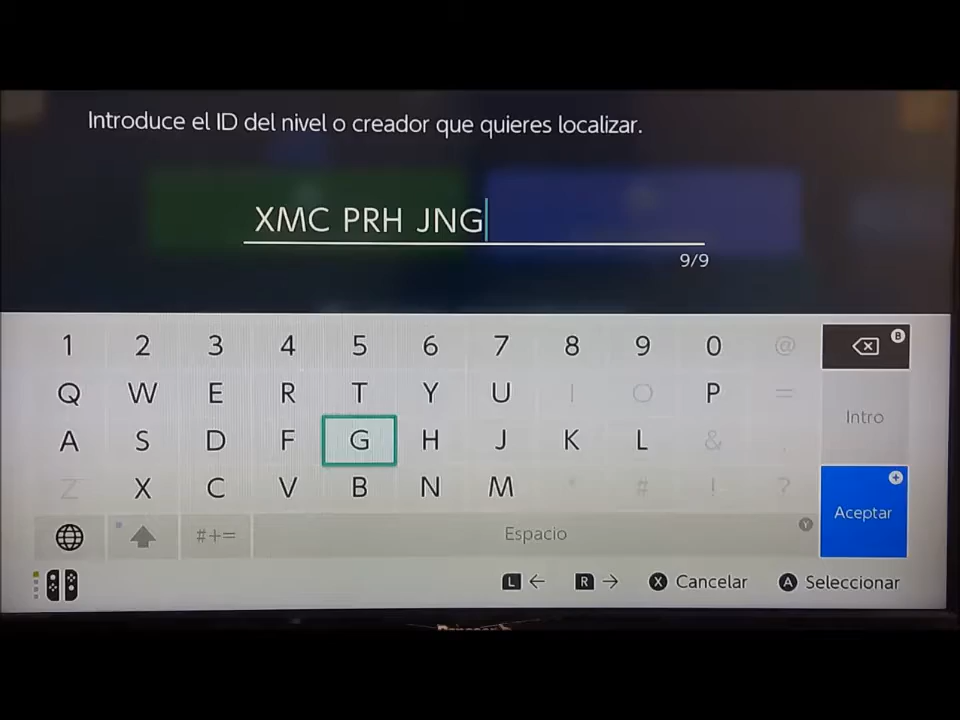 Introduce el ID del nivel o creador que quieres localizar.
XMC PRH JNG
9/9
1 2 3 4 5 6 7 8 9 0 @ B
Q W E R T Y U I O P = Intro
A S D F G H J K L & ,
Z X C V B N M * # ! ? + Aceptar
#+= Espacio Y
L ← R → X Cancelar A Seleccionar